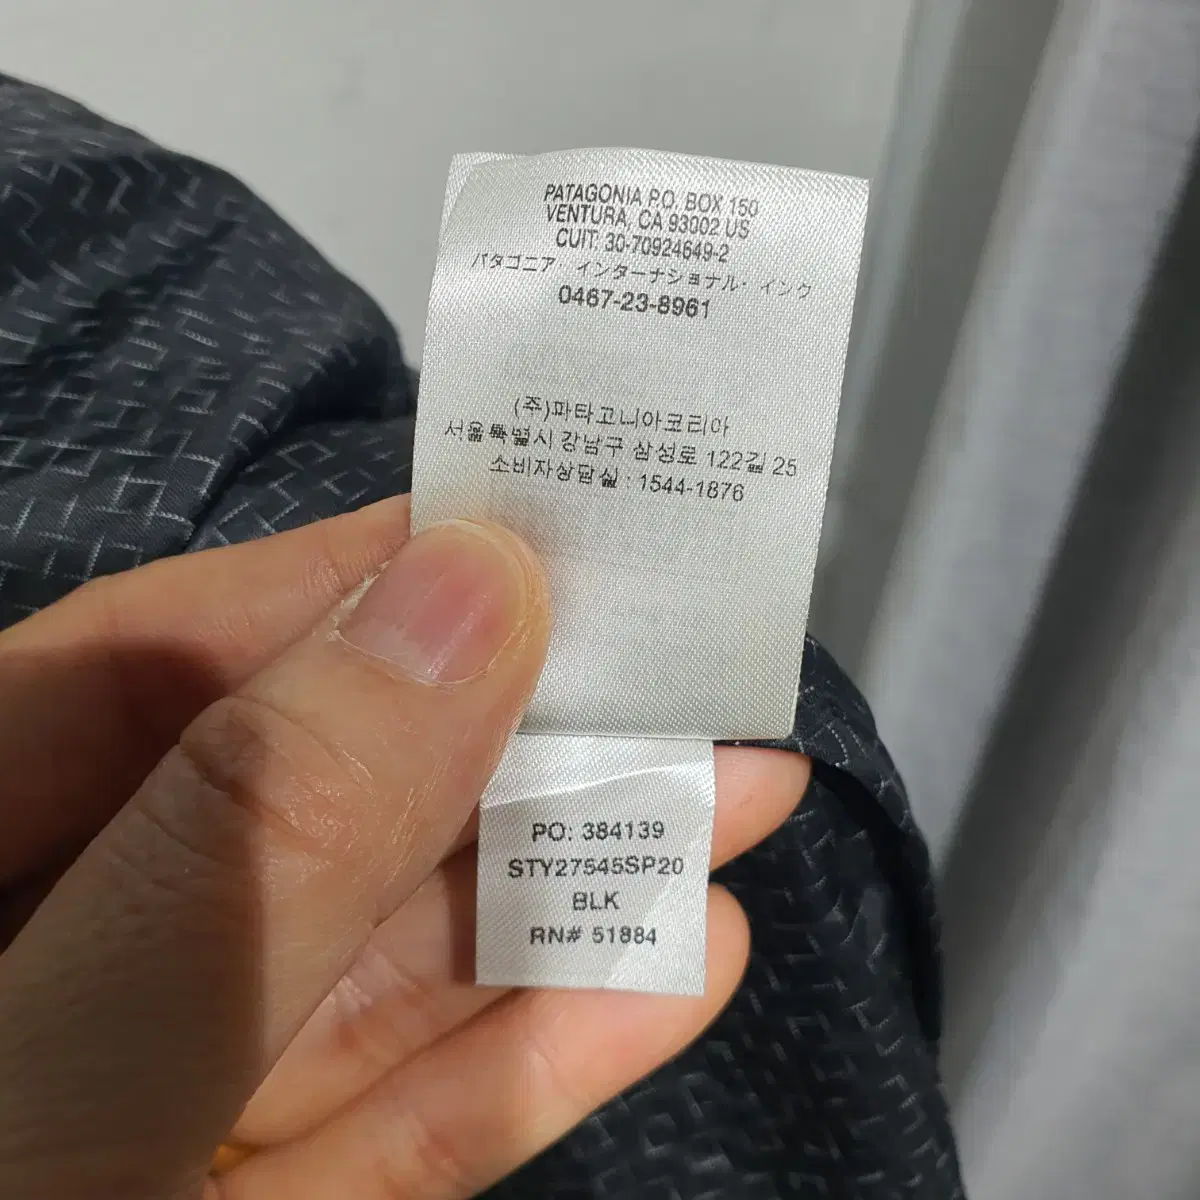 PATAGONIA P.O. BOX 150
VENTURA, CA 93002 US
CUIT: 30-70924649-2
パタゴニア・インターナショナル・インク
0467-23-8961
(주)파타고니아코리아
서울특별시 강남구 삼성로 122길 25
소비자상담실 : 1544-1876
PO: 384139
STY27545SP20
BLK
RN# 51884